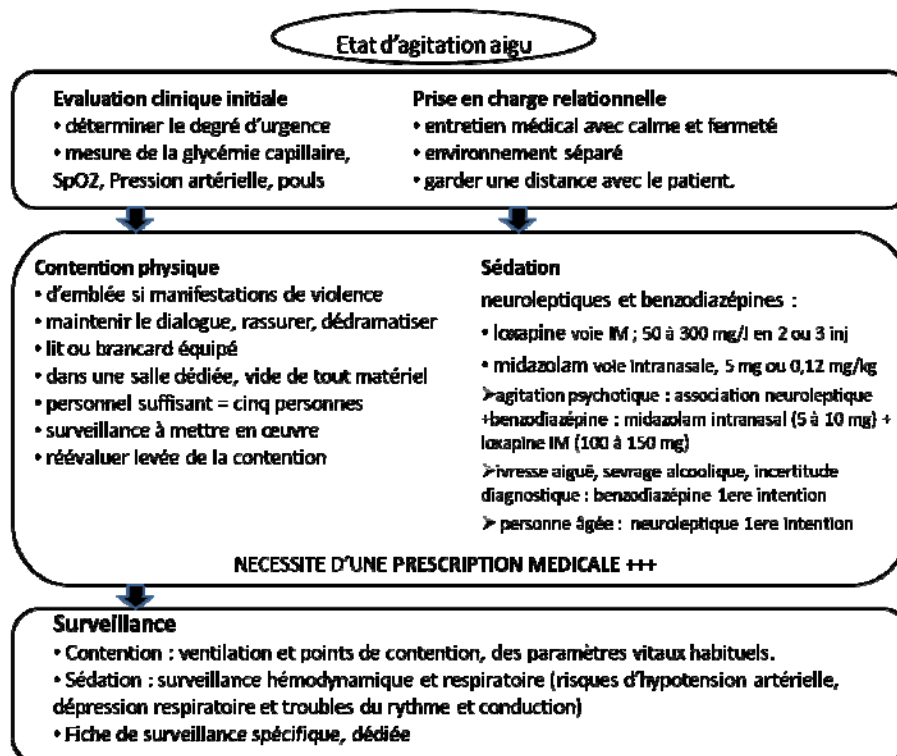 Etat d'agitation aigu
Evaluation clinique initiale
• déterminer le degré d'urgence
• mesure de la glycémie capillaire,
SpO2, Pression artérielle, pouls
Prise en charge relationnelle
• entretien médical avec calme et fermeté
• environnement séparé
• garder une distance avec le patient.
Contention physique
• d'emblée si manifestations de violence
• maintenir le dialogue, rassurer, dédramatiser
• lit ou brancard équipé
• dans une salle dédiée, vide de tout matériel
• personnel suffisant = cinq personnes
• surveillance à mettre en œuvre
• réévaluer levée de la contention
Sédation
neuroleptiques et benzodiazépines :
• loxapine voie IM ; 50 à 300 mg/J en 2 ou 3 inj
• midazolam voie intranasale, 5 mg ou 0,12 mg/kg
➢agitation psychotique : association neuroleptique
+benzodiazépine : midazolam intranasal (5 à 10 mg) +
loxapine IM (100 à 150 mg)
➢ivresse aiguë, sevrage alcoolique, incertitude
diagnostique : benzodiazépine 1ere intention
➢ personne âgée : neuroleptique 1ere intention
NECESSITE D'UNE PRESCRIPTION MEDICALE +++
Surveillance
• Contention : ventilation et points de contention, des paramètres vitaux habituels.
• Sédation : surveillance hémodynamique et respiratoire (risques d'hypotension artérielle,
dépression respiratoire et troubles du rythme et conduction)
• Fiche de surveillance spécifique, dédiée